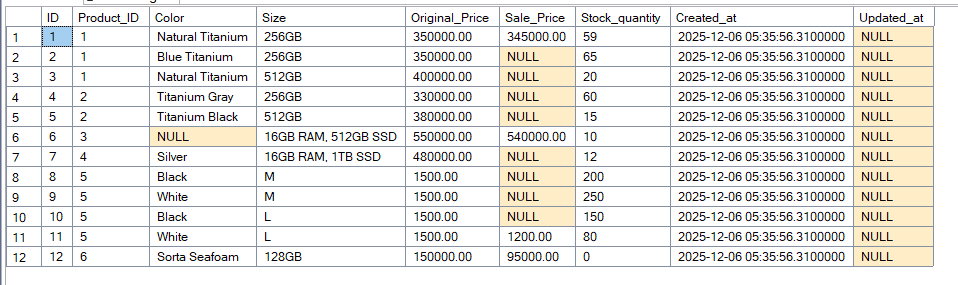 ID Product_ID Color Size Original_Price Sale_Price Stock_quantity Created_at Updated_at
1 1 1 Natural Titanium 256GB 350000.00 345000.00 59 2025-12-06 05:35:56.3100000 NULL
2 2 1 Blue Titanium 256GB 350000.00 NULL 65 2025-12-06 05:35:56.3100000 NULL
3 3 1 Natural Titanium 512GB 400000.00 NULL 20 2025-12-06 05:35:56.3100000 NULL
4 4 2 Titanium Gray 256GB 330000.00 NULL 60 2025-12-06 05:35:56.3100000 NULL
5 5 2 Titanium Black 512GB 380000.00 NULL 15 2025-12-06 05:35:56.3100000 NULL
6 6 3 NULL 16GB RAM, 512GB SSD 550000.00 540000.00 10 2025-12-06 05:35:56.3100000 NULL
7 7 4 Silver 16GB RAM, 1TB SSD 480000.00 NULL 12 2025-12-06 05:35:56.3100000 NULL
8 8 5 Black M 1500.00 NULL 200 2025-12-06 05:35:56.3100000 NULL
9 9 5 White M 1500.00 NULL 250 2025-12-06 05:35:56.3100000 NULL
10 10 5 Black L 1500.00 NULL 150 2025-12-06 05:35:56.3100000 NULL
11 11 5 White L 1500.00 1200.00 80 2025-12-06 05:35:56.3100000 NULL
12 12 6 Sorta Seafoam 128GB 150000.00 95000.00 0 2025-12-06 05:35:56.3100000 NULL